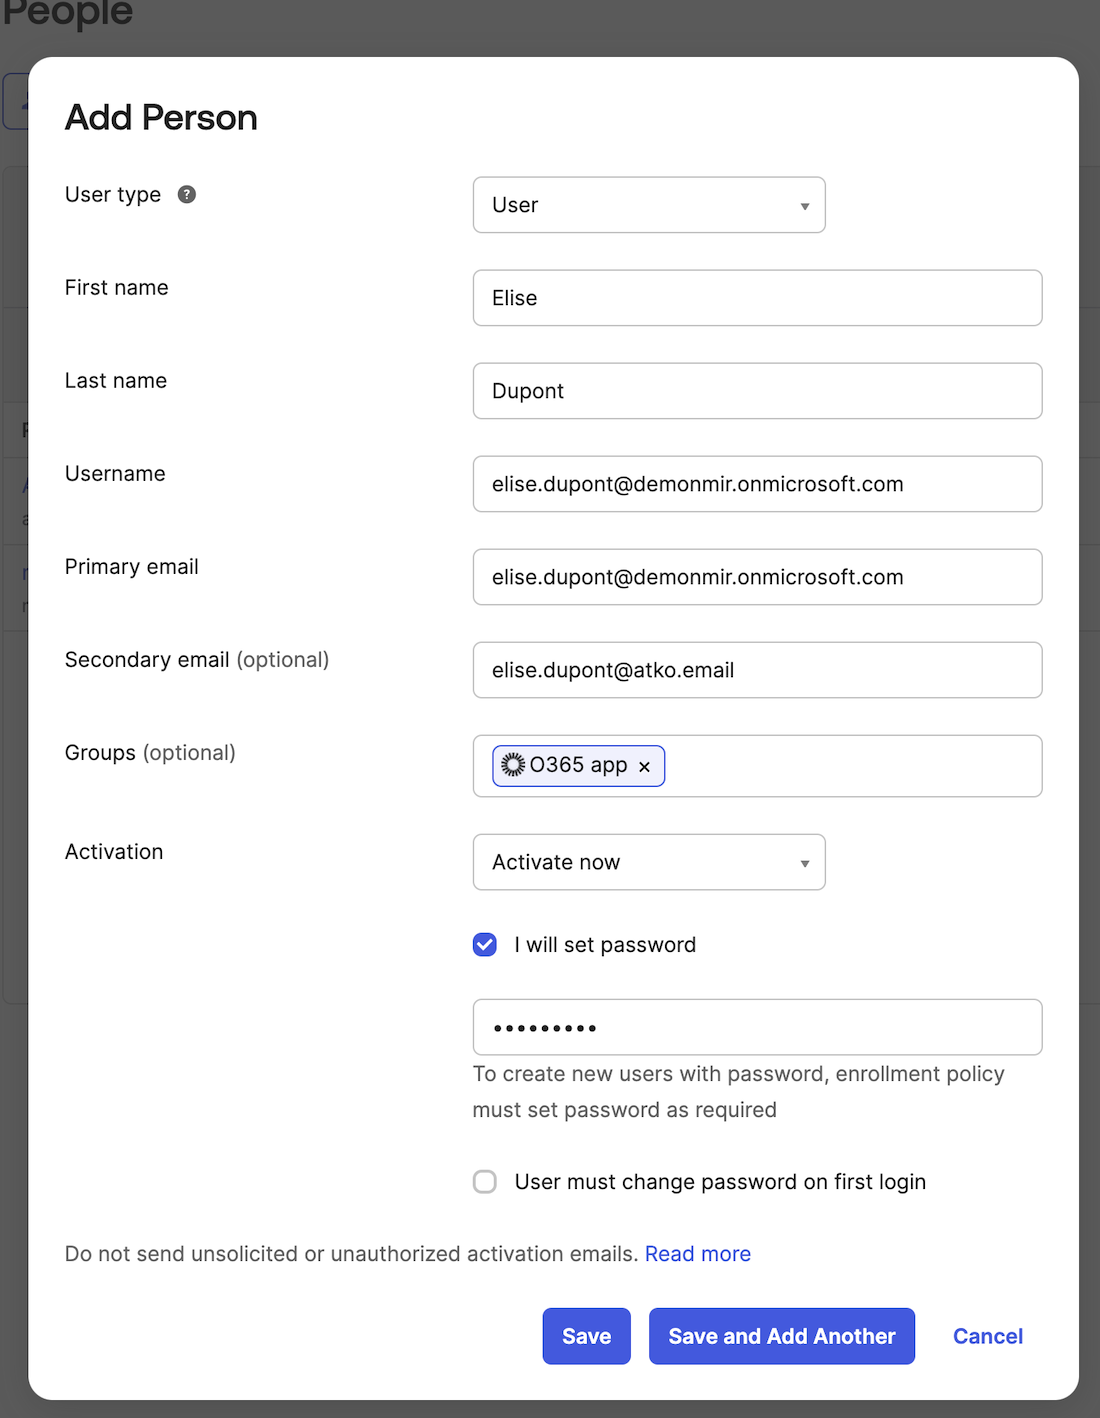 People
Add Person
User type ?
User
First name
Elise
Last name
Dupont
Username
elise.dupont@demonmir.onmicrosoft.com
Primary email
elise.dupont@demonmir.onmicrosoft.com
Secondary email (optional)
elise.dupont@atko.email
Groups (optional)
O365 app ×
Activation
Activate now
I will set password
•••••••••
To create new users with password, enrollment policy
must set password as required
User must change password on first login
Do not send unsolicited or unauthorized activation emails. Read more
Save
Save and Add Another
Cancel